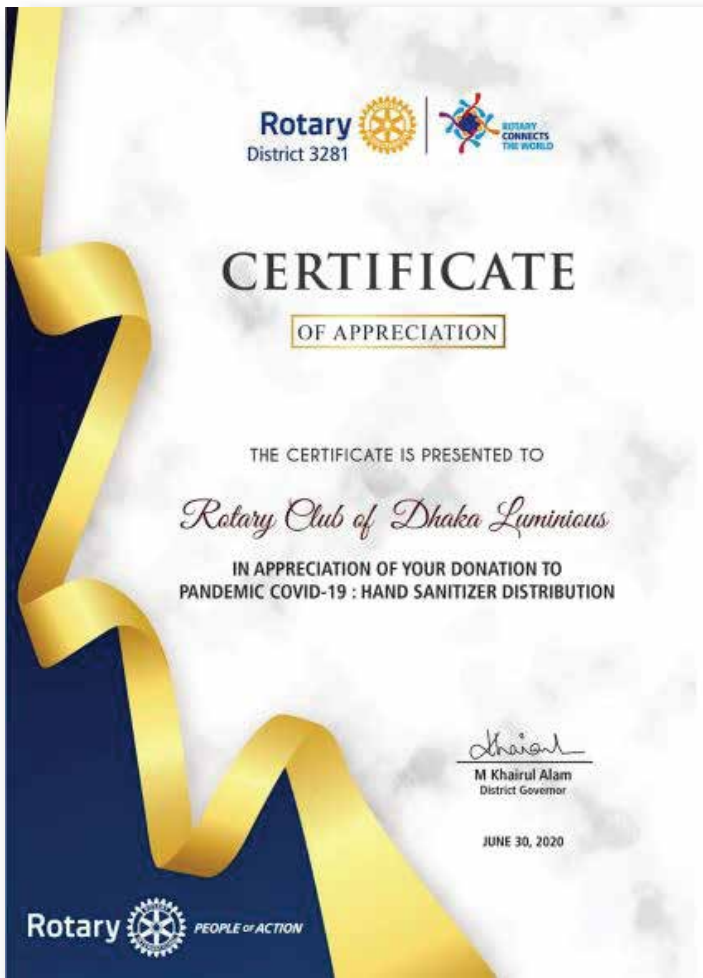 Rotary
District 3281
ROTARY
CONNECTS
THE WORLD
CERTIFICATE
OF APPRECIATION
THE CERTIFICATE IS PRESENTED TO
Rotary Club of Dhaka Luminious
IN APPRECIATION OF YOUR DONATION TO
PANDEMIC COVID-19 : HAND SANITIZER DISTRIBUTION
M Khairul Alam
District Governor
JUNE 30, 2020
Rotary
PEOPLE OF ACTION